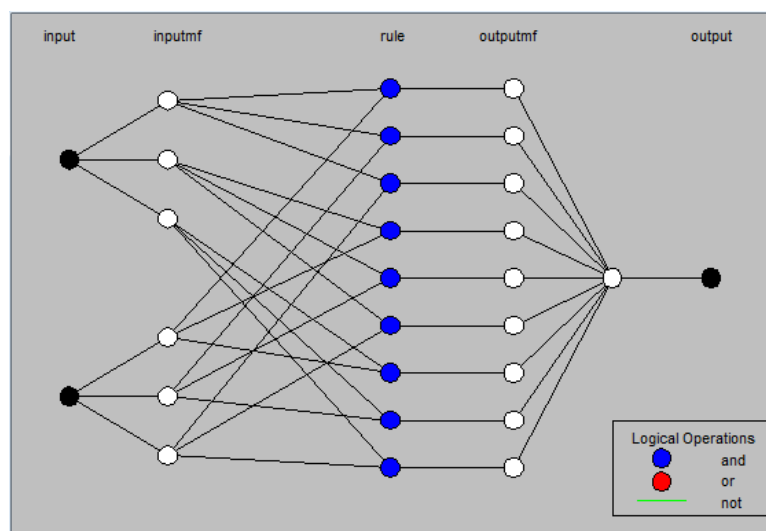 input inputmf rule outputmf output
Logical Operations
and
or
not